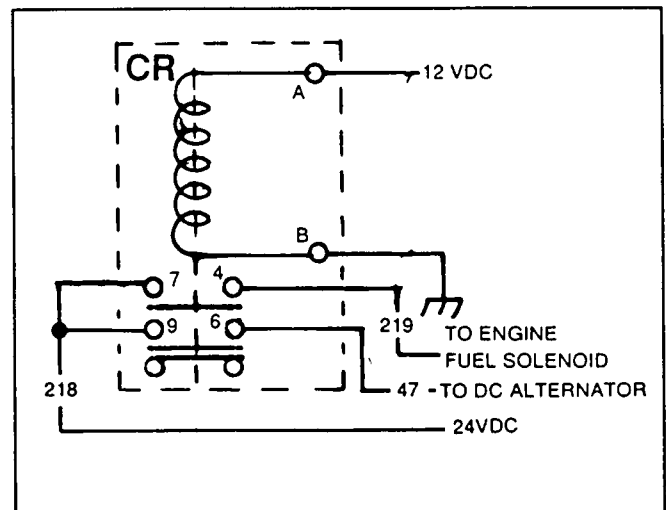 CR
A
12 VDC
B
7 4
9 6
219
TO ENGINE
FUEL SOLENOID
218
47 - TO DC ALTERNATOR
24VDC